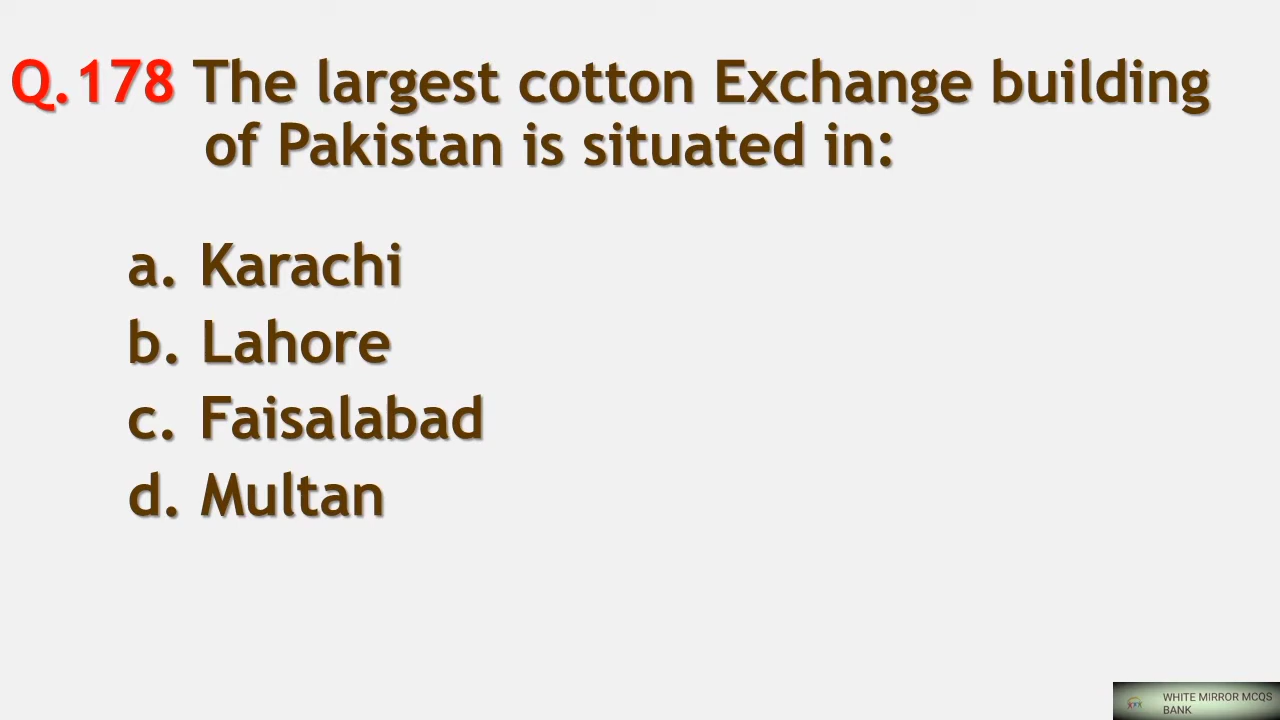 Q.178 The largest cotton Exchange building
of Pakistan is situated in:
a. Karachi
b. Lahore
c. Faisalabad
d. Multan
WHITE MIRROR MCQS
BANK